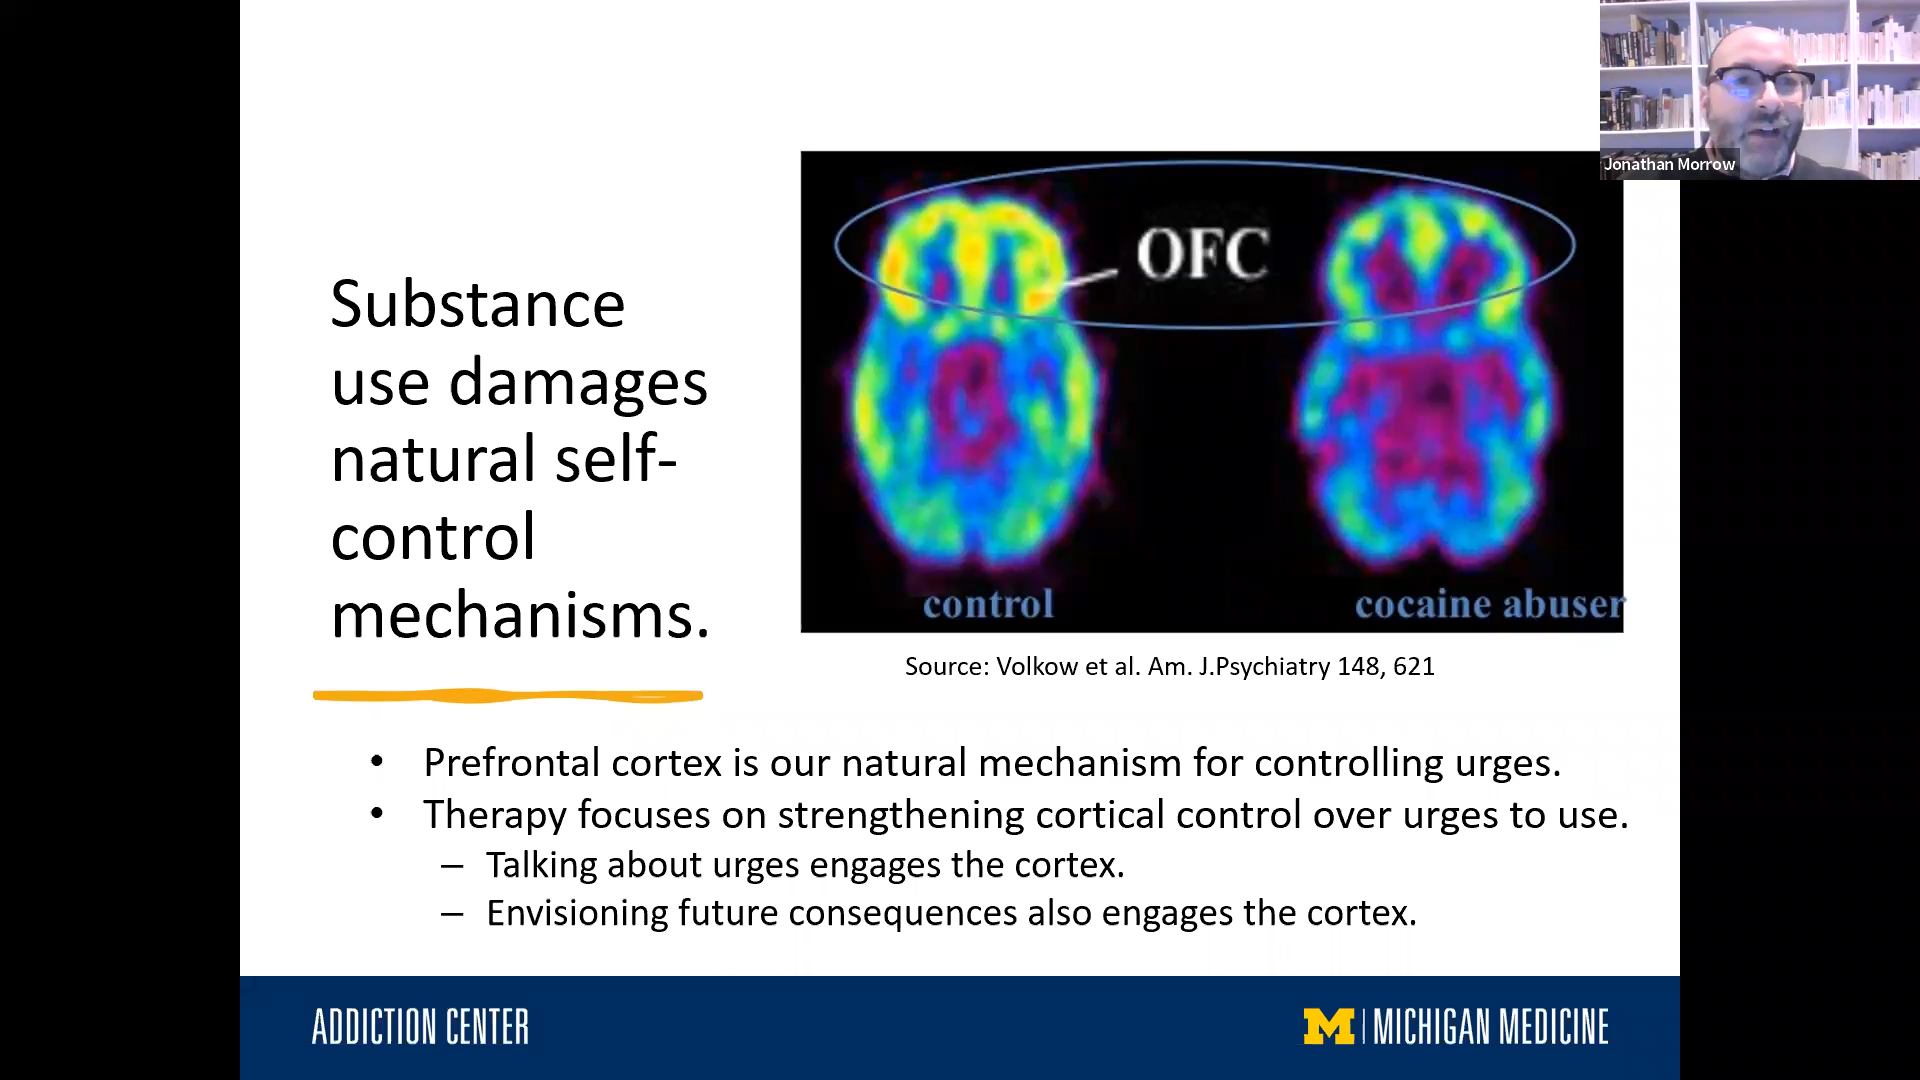 Jonathan Morrow
Substance
use damages
natural self-
control
mechanisms.
OFC
control
cocaine abuser
Source: Volkow et al. Am. J.Psychiatry 148, 621
• Prefrontal cortex is our natural mechanism for controlling urges.
• Therapy focuses on strengthening cortical control over urges to use.
– Talking about urges engages the cortex.
– Envisioning future consequences also engages the cortex.
ADDICTION CENTER
M | MICHIGAN MEDICINE